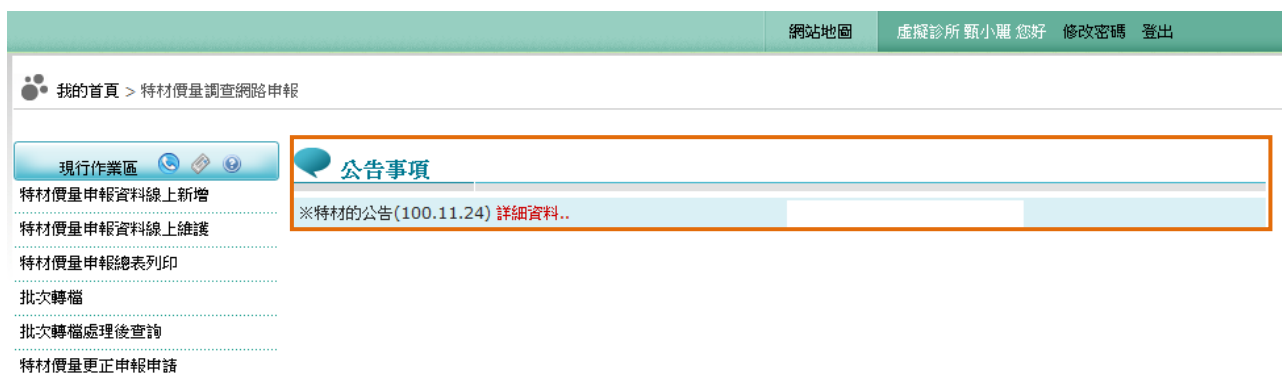 網站地圖 虛擬診所 甄小麗 您好 修改密碼 登出
我的首頁 > 特材價量調查網路申報
現行作業區
特材價量申報資料線上新增
特材價量申報資料線上維護
特材價量申報總表列印
批次轉檔
批次轉檔處理後查詢
特材價量更正申報申請
公告事項
※特材的公告(100.11.24) 詳細資料..